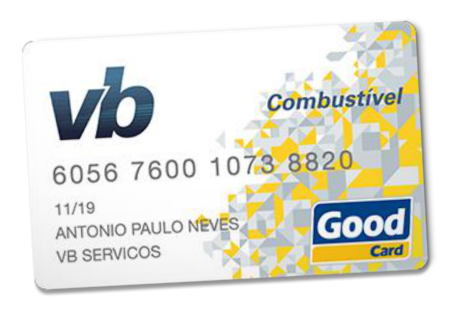 vb
Combustível
6056 7600 1073 8820
11/19
ANTONIO PAULO NEVES
VB SERVICOS
Good
Card